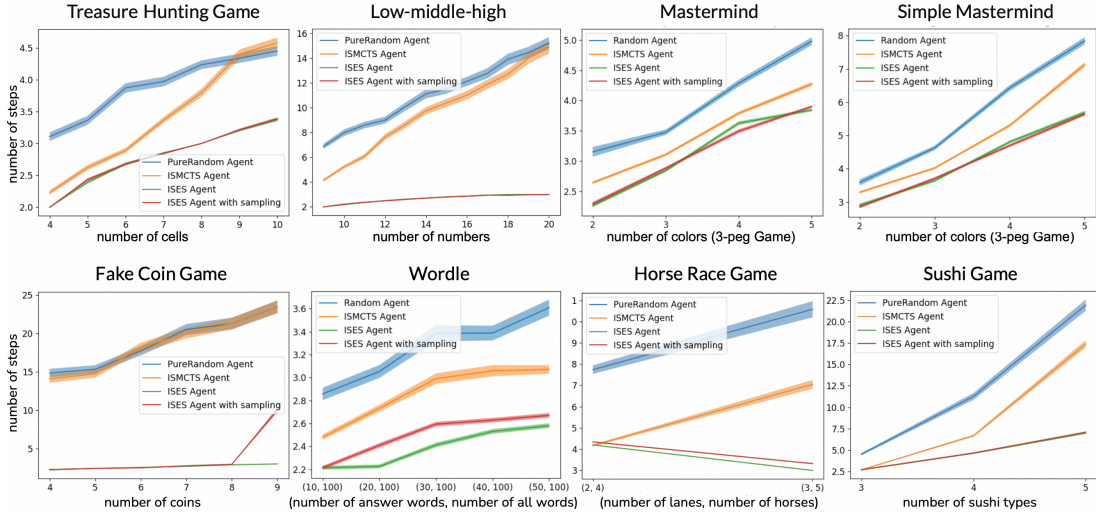 Treasure Hunting Game
4.5
4.0
3.5
3.0
2.5
2.0
number of steps
PureRandom Agent
ISMCTS Agent
ISES Agent
ISES Agent with sampling
4 5 6 7 8 9 10
number of cells
Low-middle-high
16
14
12
10
8
6
4
2
PureRandom Agent
ISMCTS Agent
ISES Agent
ISES Agent with sampling
10 12 14 16 18 20
number of numbers
Mastermind
5.0
4.5
4.0
3.5
3.0
2.5
Random Agent
ISMCTS Agent
ISES Agent
ISES Agent with sampling
2 3 4 5
number of colors (3-peg Game)
Simple Mastermind
8
7
6
5
4
3
Random Agent
ISMCTS Agent
ISES Agent
ISES Agent with sampling
2 3 4 5
number of colors (3-peg Game)
Fake Coin Game
25
20
15
10
5
number of steps
PureRandom Agent
ISMCTS Agent
ISES Agent
ISES Agent with sampling
4 5 6 7 8 9
number of coins
Wordle
3.6
3.4
3.2
3.0
2.8
2.6
2.4
2.2
Random Agent
ISMCTS Agent
ISES Agent
ISES Agent with sampling
(10, 100) (20, 100) (30, 100) (40, 100) (50, 100)
(number of answer words, number of all words)
Horse Race Game
1
0
9
8
7
6
5
4
3
PureRandom Agent
ISMCTS Agent
ISES Agent
ISES Agent with sampling
(2, 4) (3, 5)
(number of lanes, number of horses)
Sushi Game
22.5
20.0
17.5
15.0
12.5
10.0
7.5
5.0
2.5
PureRandom Agent
ISMCTS Agent
ISES Agent
ISES Agent with sampling
3 4 5
number of sushi types